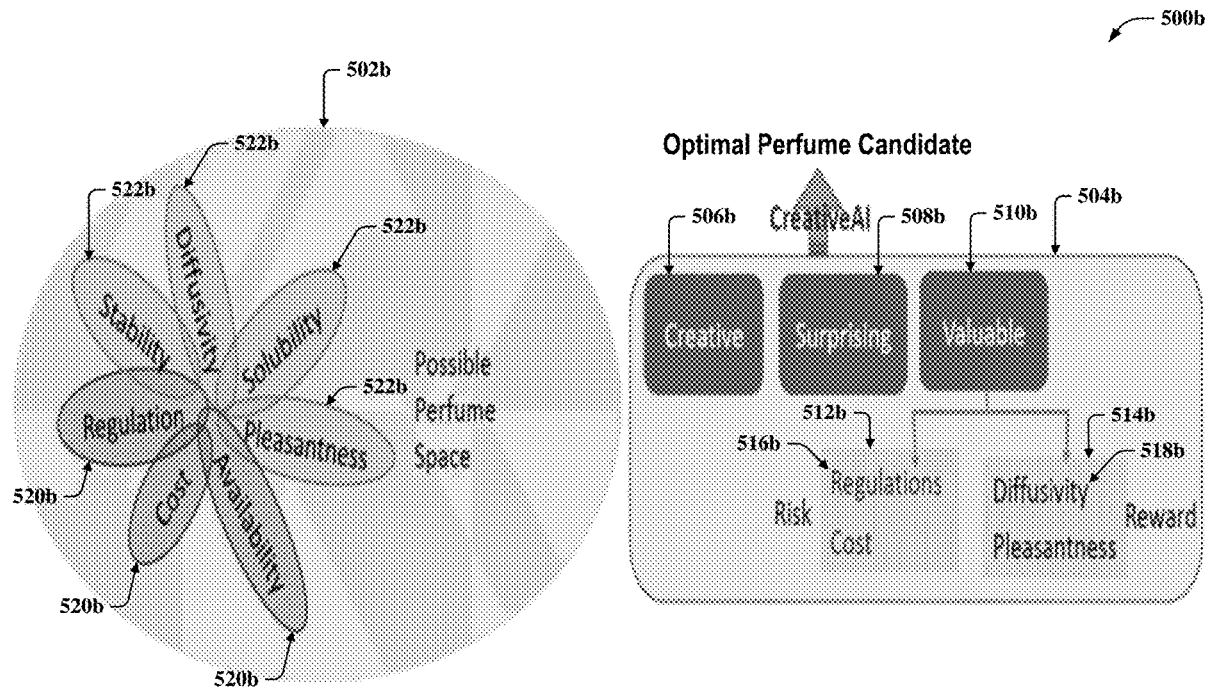 500b
502b
522b
Diffusivity
522b
Stability
522b
Solubility
Regulation
520b
522b
Pleasantness
Possible
Perfume
Space
Cost
520b
Availability
520b
Optimal Perfume Candidate
CreativeAI
506b
508b
510b
504b
Creative
Surprising
Valuable
512b
514b
516b
518b
Risk
Regulations
Cost
Diffusivity
Pleasantness
Reward